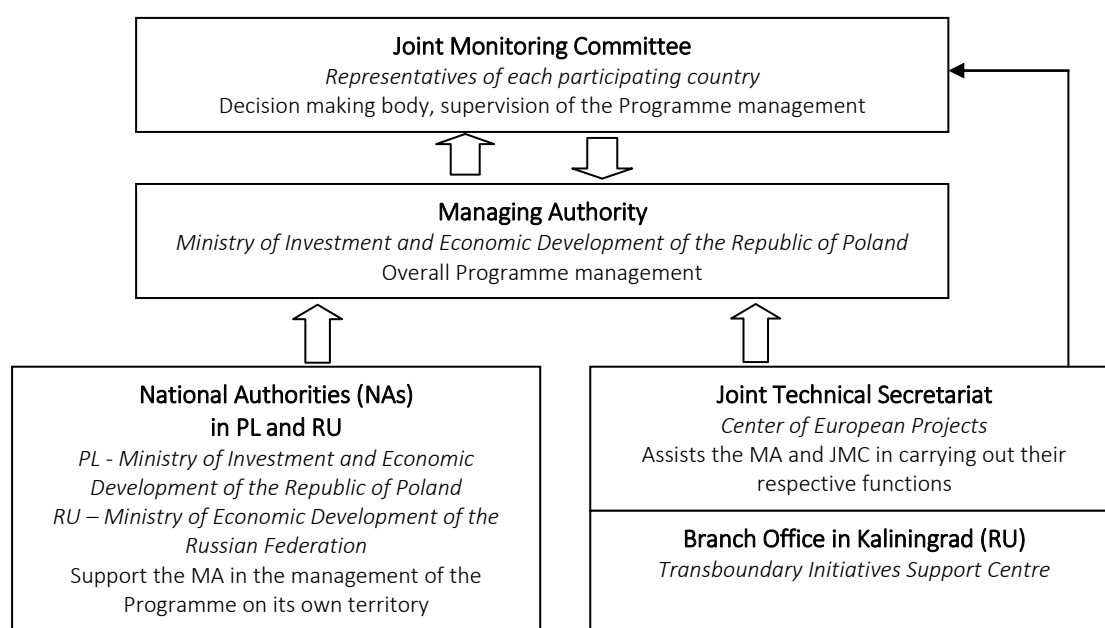 Joint Monitoring Committee
Representatives of each participating country
Decision making body, supervision of the Programme management
Managing Authority
Ministry of Investment and Economic Development of the Republic of Poland
Overall Programme management
National Authorities (NAs)
in PL and RU
PL - Ministry of Investment and Economic
Development of the Republic of Poland
RU – Ministry of Economic Development of the
Russian Federation
Support the MA in the management of the
Programme on its own territory
Joint Technical Secretariat
Center of European Projects
Assists the MA and JMC in carrying out their
respective functions
Branch Office in Kaliningrad (RU)
Transboundary Initiatives Support Centre